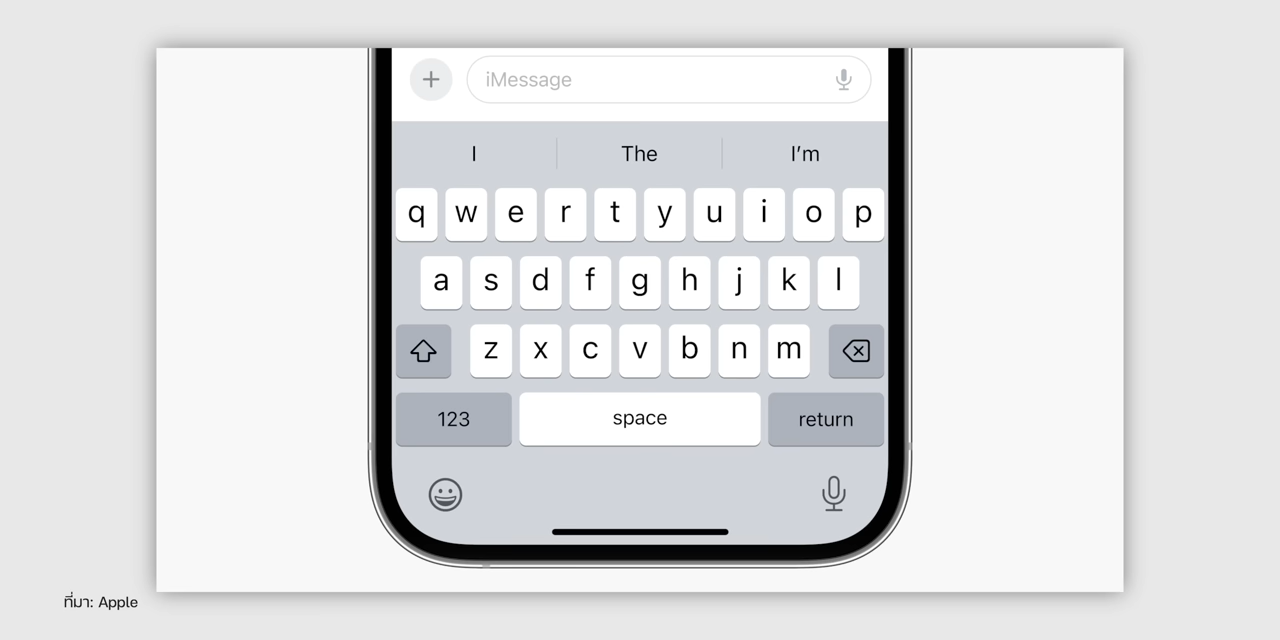 iMessage
I The I'm
q w e r t y u i o p
a s d f g h j k l
z x c v b n m
123 space return
ที่มา: Apple